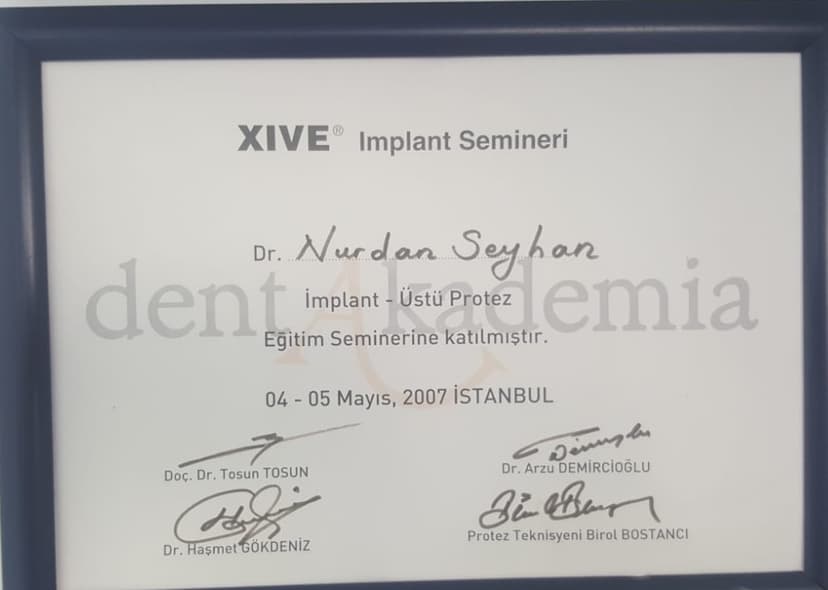 XIVE® Implant Semineri
Dr. Nurdan Seyhan
dentAkademia
İmplant - Üstü Protez
Eğitim Seminerine katılmıştır.
04 - 05 Mayıs, 2007 İSTANBUL
Doç. Dr. Tosun TOSUN
Dr. Arzu DEMİRCİOĞLU
Dr. Haşmet GÖKDENİZ
Protez Teknisyeni Birol BOSTANCI